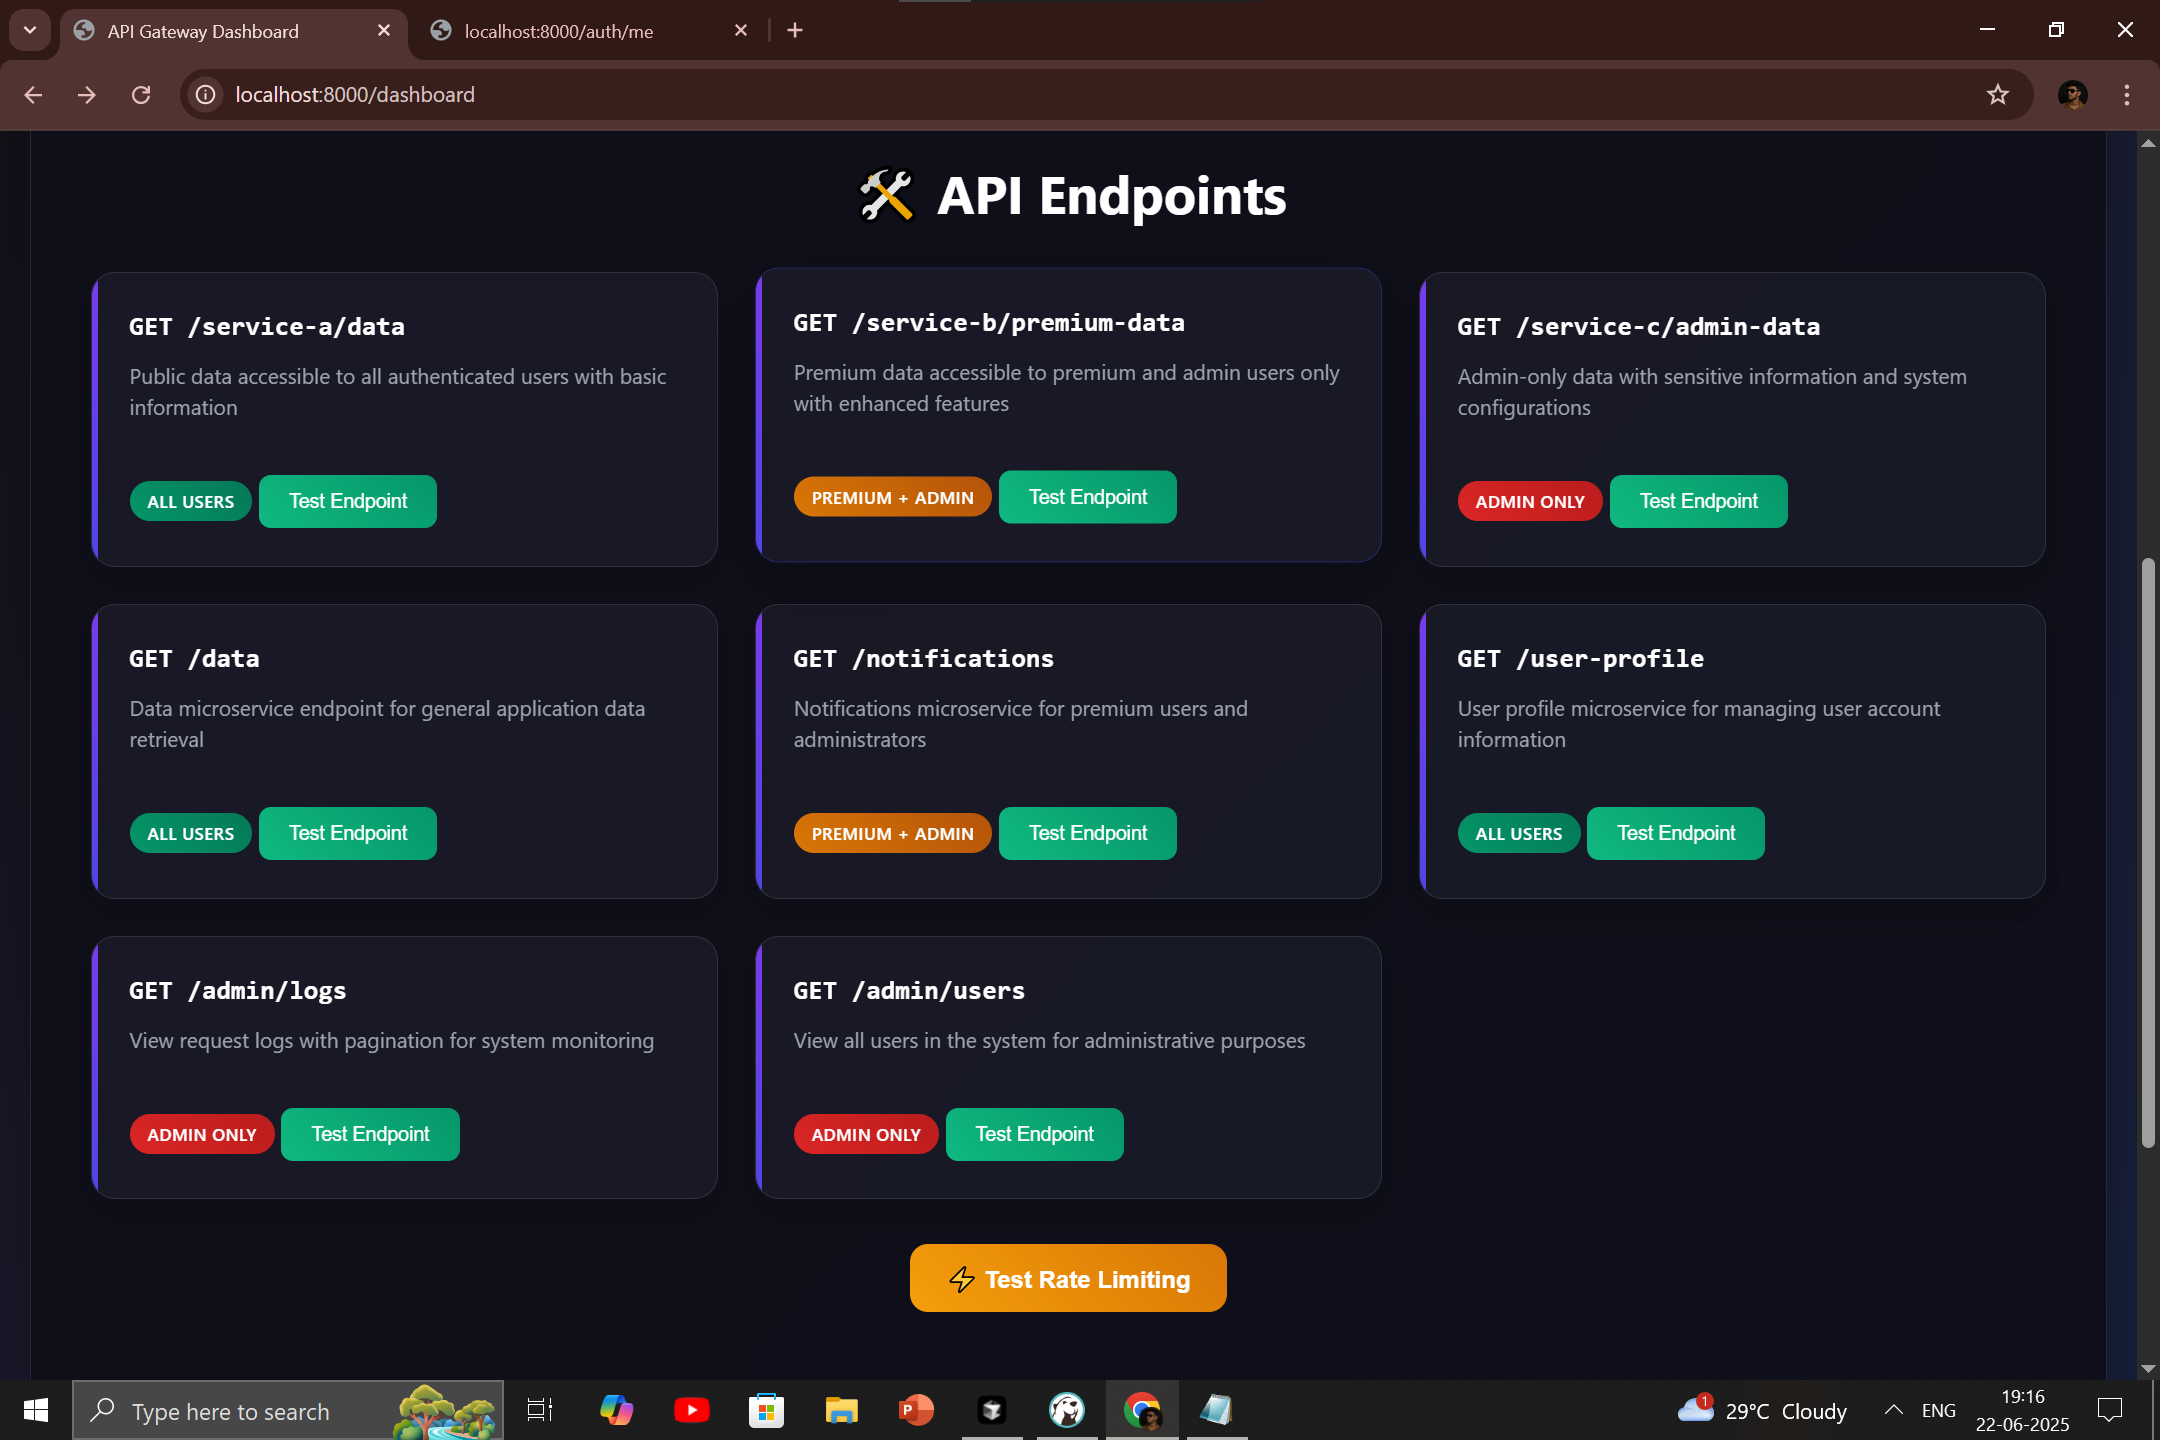 API Gateway Dashboard
localhost:8000/auth/me
localhost:8000/dashboard
API Endpoints
GET /service-a/data
Public data accessible to all authenticated users with basic
information
ALL USERS
Test Endpoint
GET /service-b/premium-data
Premium data accessible to premium and admin users only
with enhanced features
PREMIUM + ADMIN
Test Endpoint
GET /service-c/admin-data
Admin-only data with sensitive information and system
configurations
ADMIN ONLY
Test Endpoint
GET /data
Data microservice endpoint for general application data
retrieval
ALL USERS
Test Endpoint
GET /notifications
Notifications microservice for premium users and
administrators
PREMIUM + ADMIN
Test Endpoint
GET /user-profile
User profile microservice for managing user account
information
ALL USERS
Test Endpoint
GET /admin/logs
View request logs with pagination for system monitoring
ADMIN ONLY
Test Endpoint
GET /admin/users
View all users in the system for administrative purposes
ADMIN ONLY
Test Endpoint
Test Rate Limiting
Type here to search
P
1
29°C Cloudy
ENG
19:16
22-06-2025